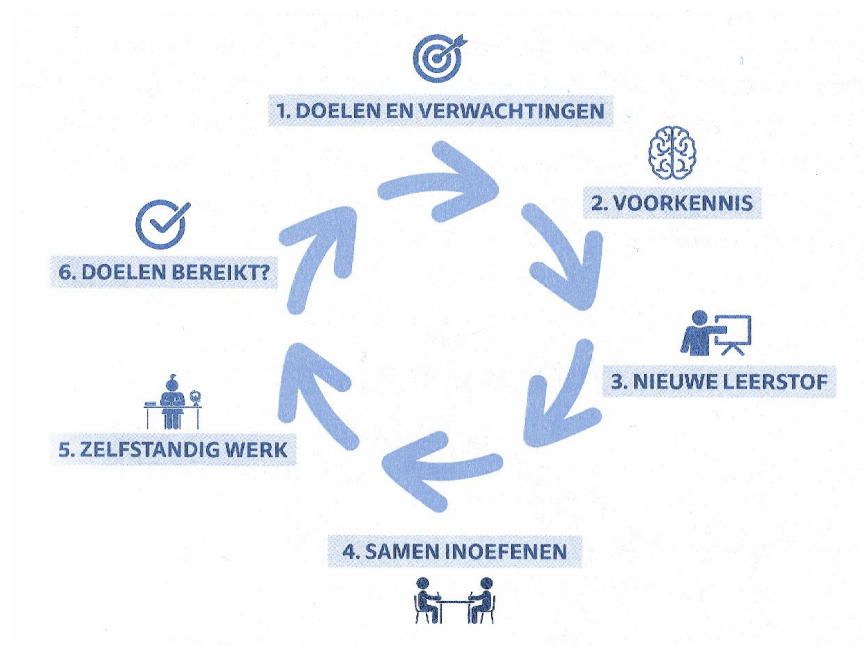 1. DOELEN EN VERWACHTINGEN
2. VOORKENNIS
3. NIEUWE LEERSTOF
4. SAMEN INOEFENEN
5. ZELFSTANDIG WERK
6. DOELEN BEREIKT?